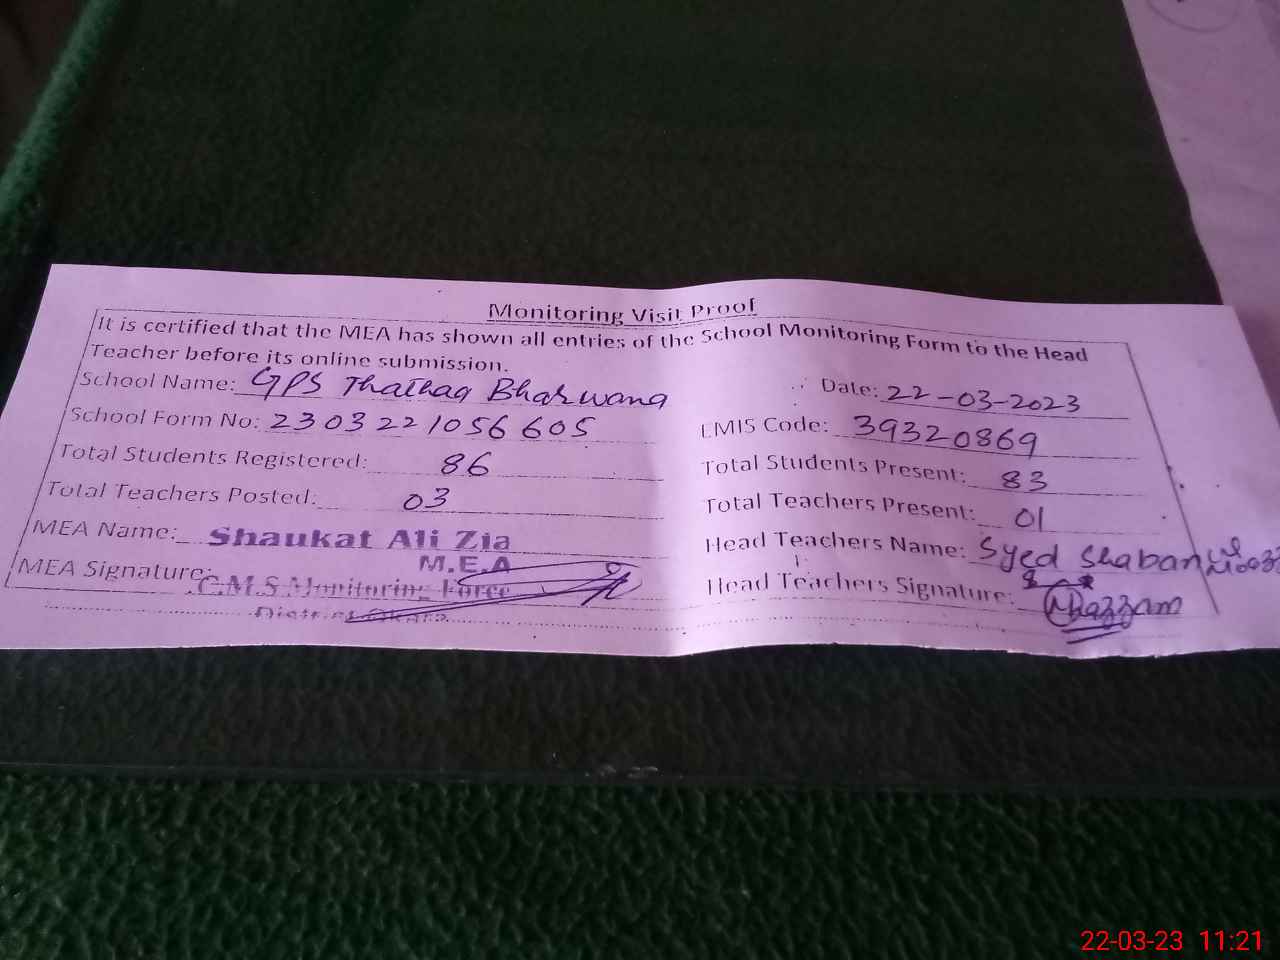 Monitoring Visit Proof
It is certified that the MEA has shown all entries of the School Monitoring Form to the Head
Teacher before its online submission.
School Name: GPS Thathaa Bharwana
Date: 22-03-2023
School Form No: 2303221056605
EMIS Code: 39320869
Total Students Registered: 86
Total Students Present: 83
Total Teachers Posted: 03
Total Teachers Present: 01
MEA Name: Shaukat Ali Zia
Head Teachers Name: Syed Shaban ul
M.E.A
MEA Signature:
C.M.S Monitoring Force
Head Teachers Signature: Moazzam
District Okara
22-03-23 11:21